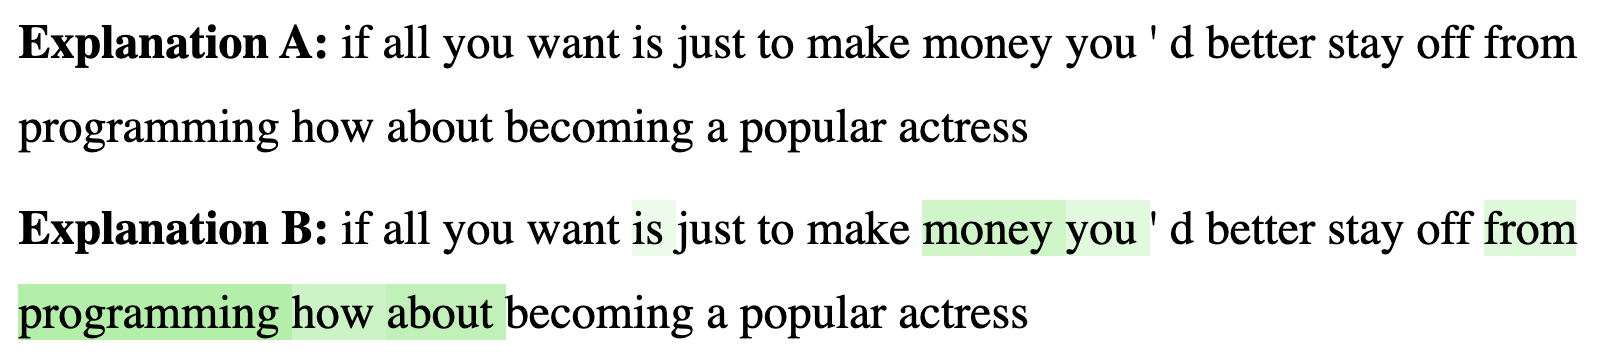 Explanation A: if all you want is just to make money you ' d better stay off from
programming how about becoming a popular actress
Explanation B: if all you want is just to make money you ' d better stay off from
programming how about becoming a popular actress